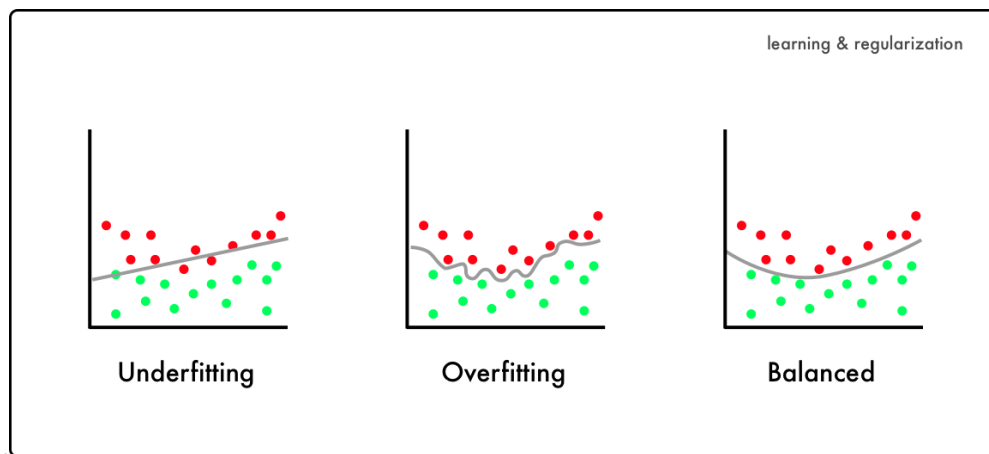 learning & regularization
Underfitting
Overfitting
Balanced